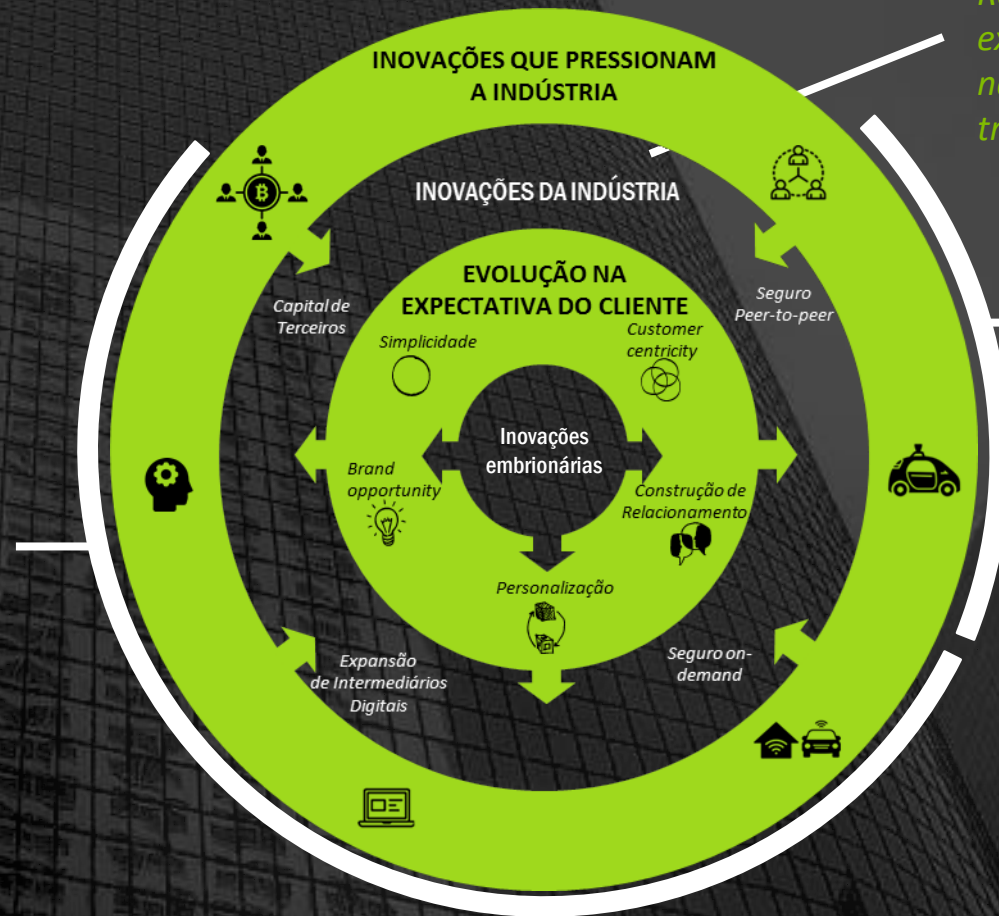 INOVAÇÕES QUE PRESSIONAM
A INDÚSTRIA
INOVAÇÕES DA INDÚSTRIA
EVOLUÇÃO NA
EXPECTATIVA DO CLIENTE
Capital de
Terceiros
Seguro
Peer-to-peer
Simplicidade
Customer
centricity
Inovações
embrionárias
Brand
opportunity
Construção de
Relacionamento
Personalização
Expansão
de Intermediários
Digitais
Seguro on-
demand